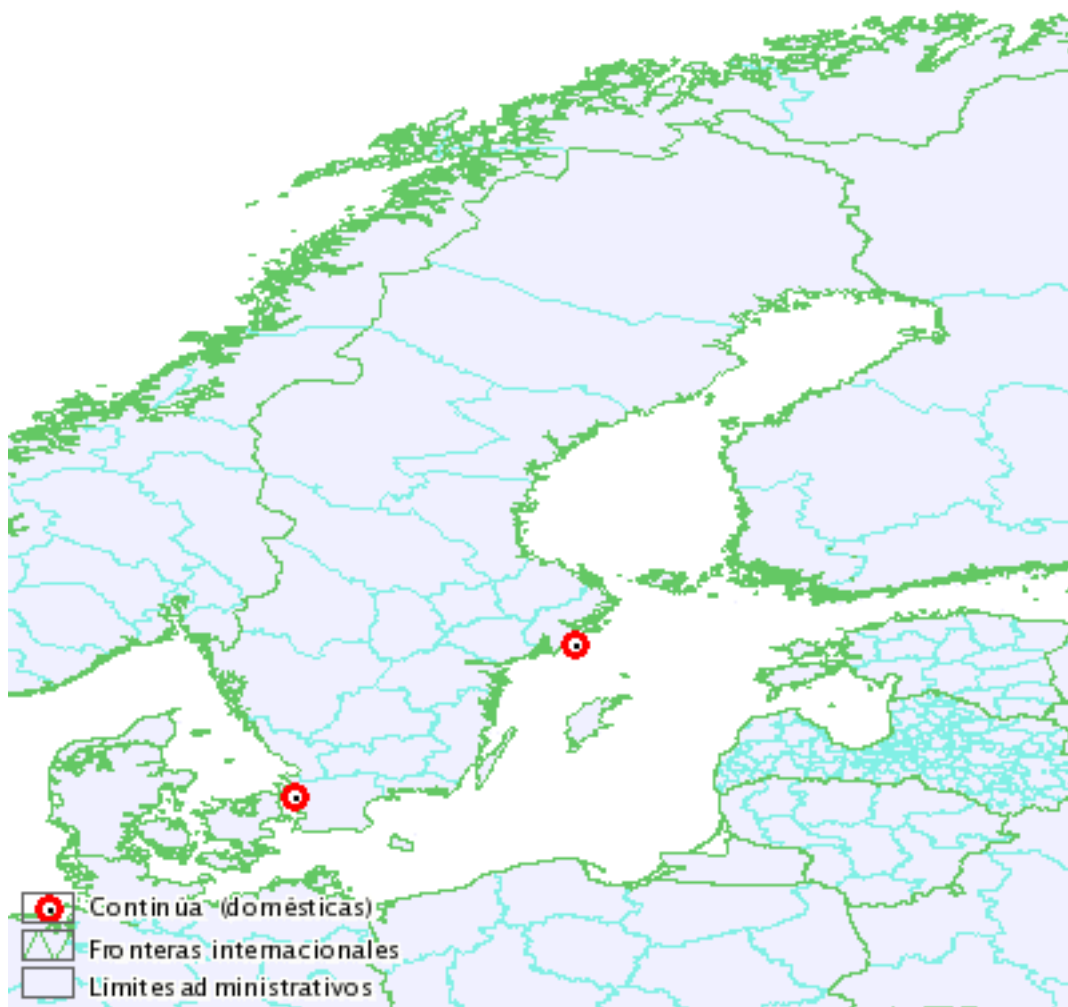 Continúa (domésticas)
Fronteras internacionales
Límites administrativos